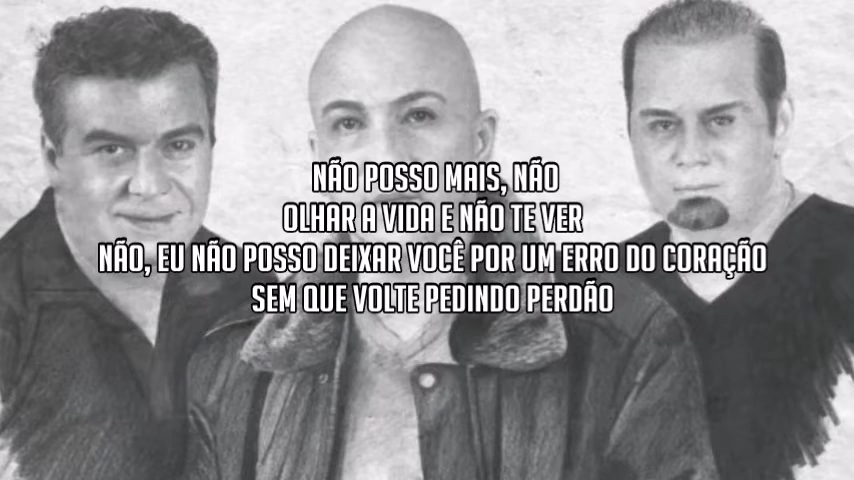 NÃO POSSO MAIS, NÃO
OLHAR A VIDA E NÃO TE VER
NÃO, EU NÃO POSSO DEIXAR VOCÊ POR UM ERRO DO CORAÇÃO
SEM QUE VOLTE PEDINDO PERDÃO